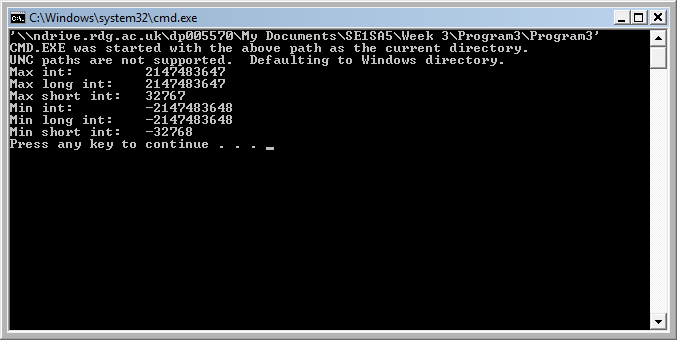 C:\Windows\system32\cmd.exe
'\\ndrive.rdg.ac.uk\dp005570\My Documents\SE1SA5\Week 3\Program3\Program3'
CMD.EXE was started with the above path as the current directory.
UNC paths are not supported.  Defaulting to Windows directory.
Max int:         2147483647
Max long int:    2147483647
Max short int:   32767
Min int:         -2147483648
Min long int:    -2147483648
Min short int:   -32768
Press any key to continue . . . _